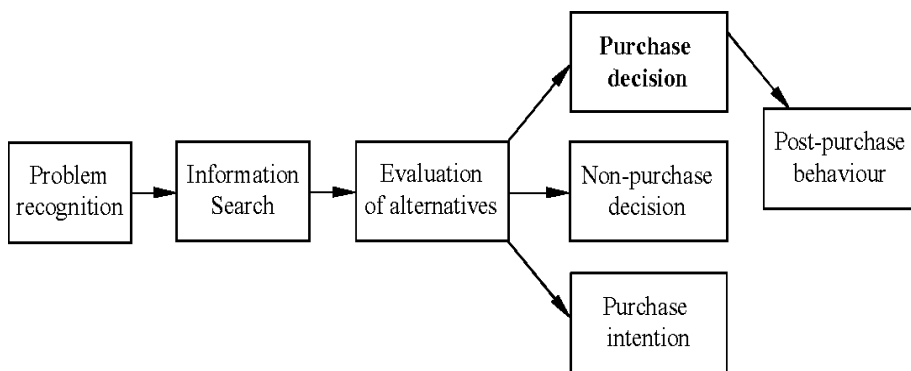 Problem
recognition
Information
Search
Evaluation
of alternatives
Purchase
decision
Non-purchase
decision
Purchase
intention
Post-purchase
behaviour